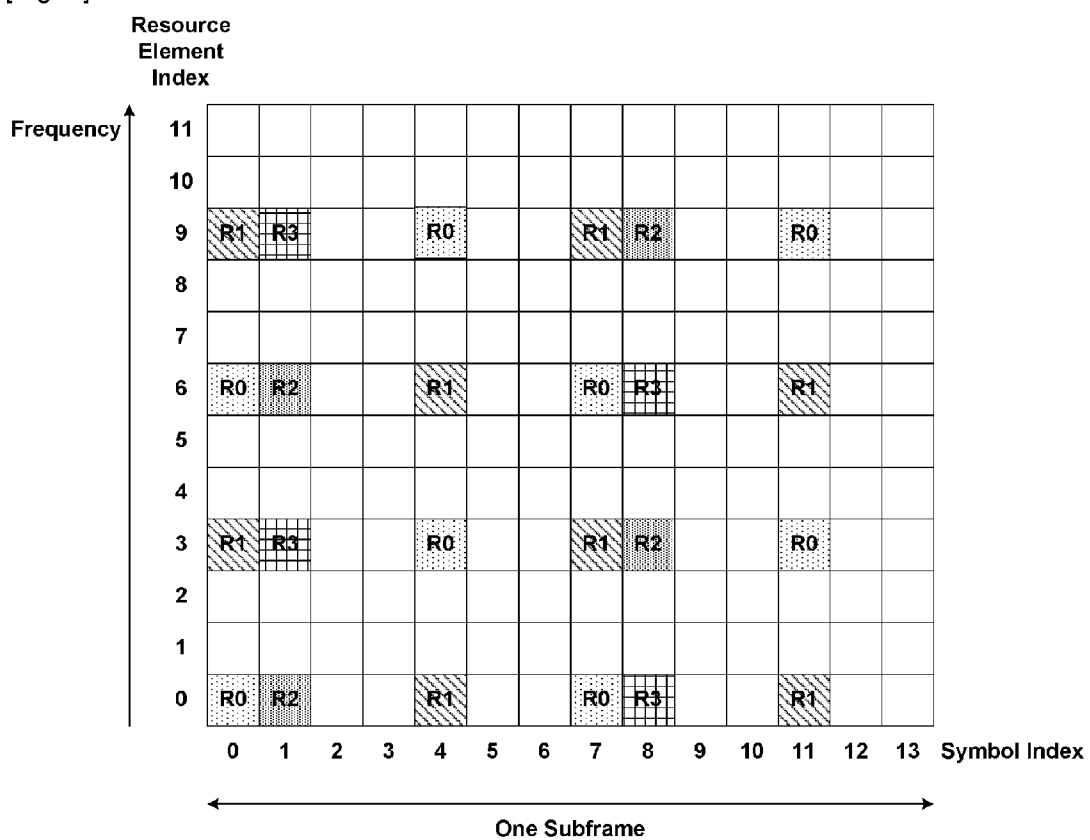 Resource
Element
Index
Frequency
11
10
9 R1 R3 R0 R1 R2 R0
8
7
6 R0 R2 R1 R0 R3 R1
5
4
3 R1 R3 R0 R1 R2 R0
2
1
0 R0 R2 R1 R0 R3 R1
0 1 2 3 4 5 6 7 8 9 10 11 12 13 Symbol Index
One Subframe